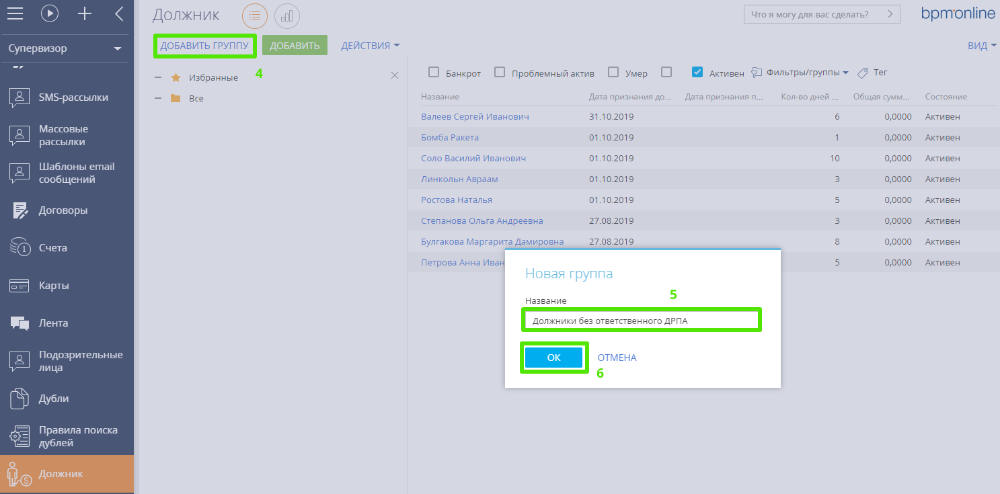 Должник
Что я могу для вас сделать?
bpmonline
Супервизор
ДОБАВИТЬ ГРУППУ
ДОБАВИТЬ
ДЕЙСТВИЯ
ВИД
4
Избранные
Все
Банкрот
Проблемный актив
Умер
Активен
Фильтры/группы
Тег
Название Дата признания до... Дата признания п... Кол-во дней ... Общая сумм... Состояние
Валеев Сергей Иванович 31.10.2019 6 0,0000 Активен
Бомба Ракета 01.10.2019 1 0,0000 Активен
Соло Василий Иванович 01.10.2019 10 0,0000 Активен
Линкольн Авраам 01.10.2019 3 0,0000 Активен
Ростова Наталья 01.10.2019 5 0,0000 Активен
Степанова Ольга Андреевна 27.08.2019 3 0,0000 Активен
Булгакова Маргарита Дамировна 27.08.2019 8 0,0000 Активен
Петрова Анна Иван 5 0,0000 Активен
Новая группа
Название
5
Должники без ответственного ДРПА
ОК
ОТМЕНА
6
SMS-рассылки
Массовые
рассылки
Шаблоны email
сообщений
Договоры
1
Счета
Карты
Лента
Подозрительные
лица
Дубли
Правила поиска
дублей
$
Должник